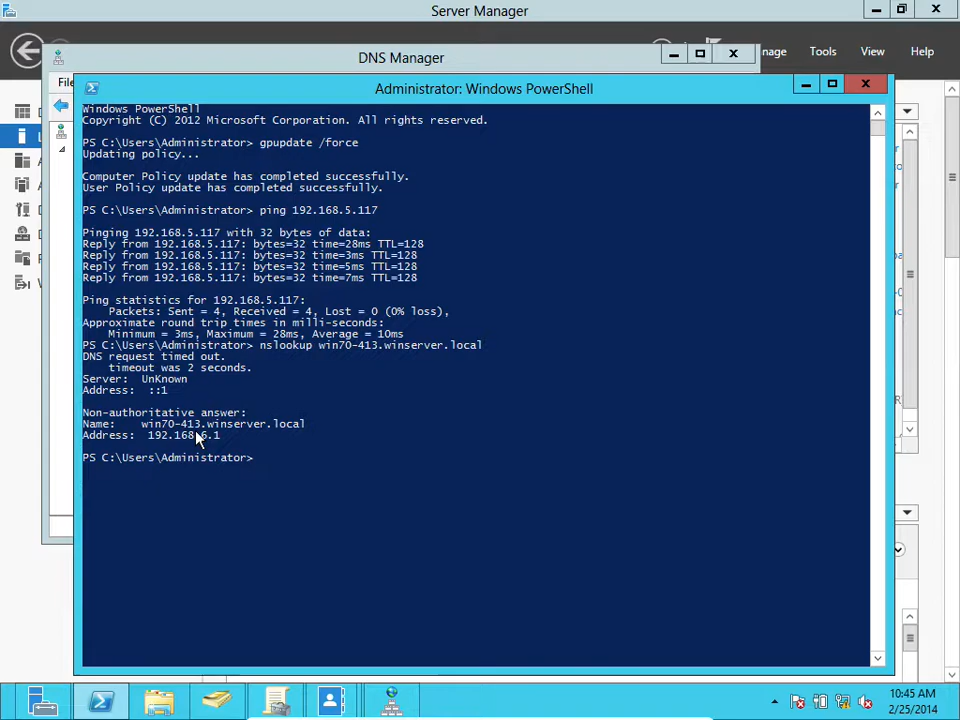 Server Manager
DNS Manager
nage Tools View Help
File
Administrator: Windows PowerShell
Windows PowerShell
Copyright (C) 2012 Microsoft Corporation. All rights reserved.
PS C:\Users\Administrator> gpupdate /force
Updating policy...
Computer Policy update has completed successfully.
User Policy update has completed successfully.
PS C:\Users\Administrator> ping 192.168.5.117
Pinging 192.168.5.117 with 32 bytes of data:
Reply from 192.168.5.117: bytes=32 time=28ms TTL=128
Reply from 192.168.5.117: bytes=32 time=3ms TTL=128
Reply from 192.168.5.117: bytes=32 time=5ms TTL=128
Reply from 192.168.5.117: bytes=32 time=7ms TTL=128
Ping statistics for 192.168.5.117:
Packets: Sent = 4, Received = 4, Lost = 0 (0% loss),
Approximate round trip times in milli-seconds:
Minimum = 3ms, Maximum = 28ms, Average = 10ms
PS C:\Users\Administrator> nslookup win70-413.winserver.local
DNS request timed out.
timeout was 2 seconds.
Server: UnKnown
Address: ::1
Non-authoritative answer:
Name: win70-413.winserver.local
Address: 192.168.6.1
PS C:\Users\Administrator>
10:45 AM
2/25/2014